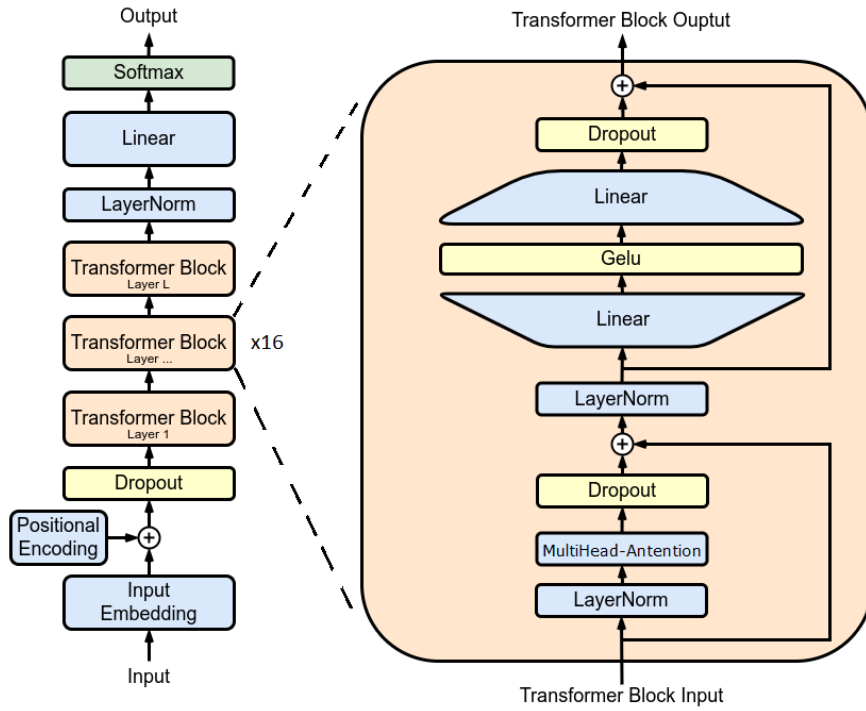 Output
Softmax
Linear
LayerNorm
Transformer Block
Layer L
Transformer Block
Layer ...
x16
Transformer Block
Layer 1
Dropout
Positional
Encoding
Input
Embedding
Input
Transformer Block Ouptut
Dropout
Linear
Gelu
Linear
LayerNorm
Dropout
MultiHead-Antention
LayerNorm
Transformer Block Input